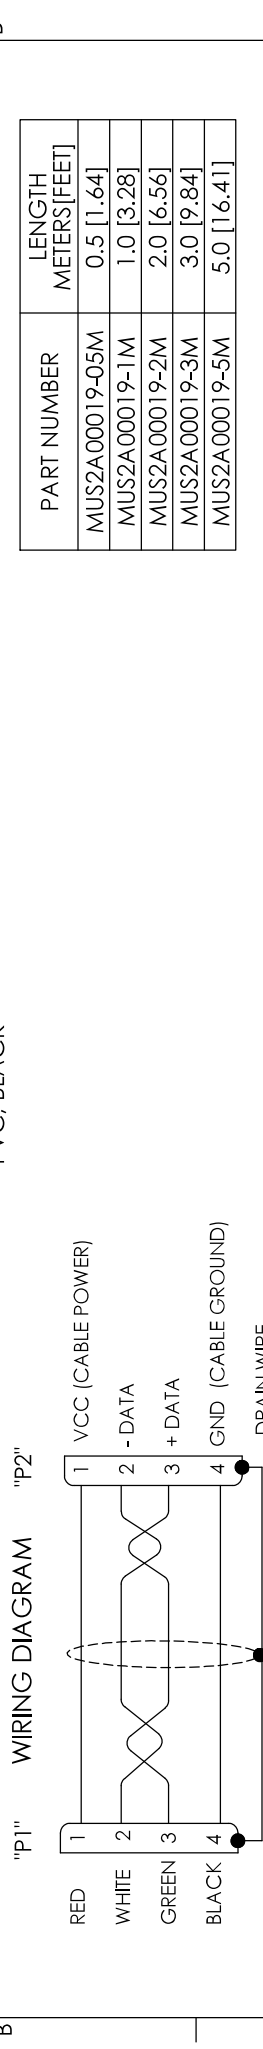 B
WIRING DIAGRAM
"P1"
"P2"
RED 1 1 VCC (CABLE POWER)
WHITE 2 2 - DATA
GREEN 3 3 + DATA
BLACK 4 4 GND (CABLE GROUND)
DRAIN WIRE
PART NUMBER LENGTH
METERS[FEET]
MUS2A00019-05M 0.5 [1.64]
MUS2A00019-1M 1.0 [3.28]
MUS2A00019-2M 2.0 [6.56]
MUS2A00019-3M 3.0 [9.84]
MUS2A00019-5M 5.0 [16.41]